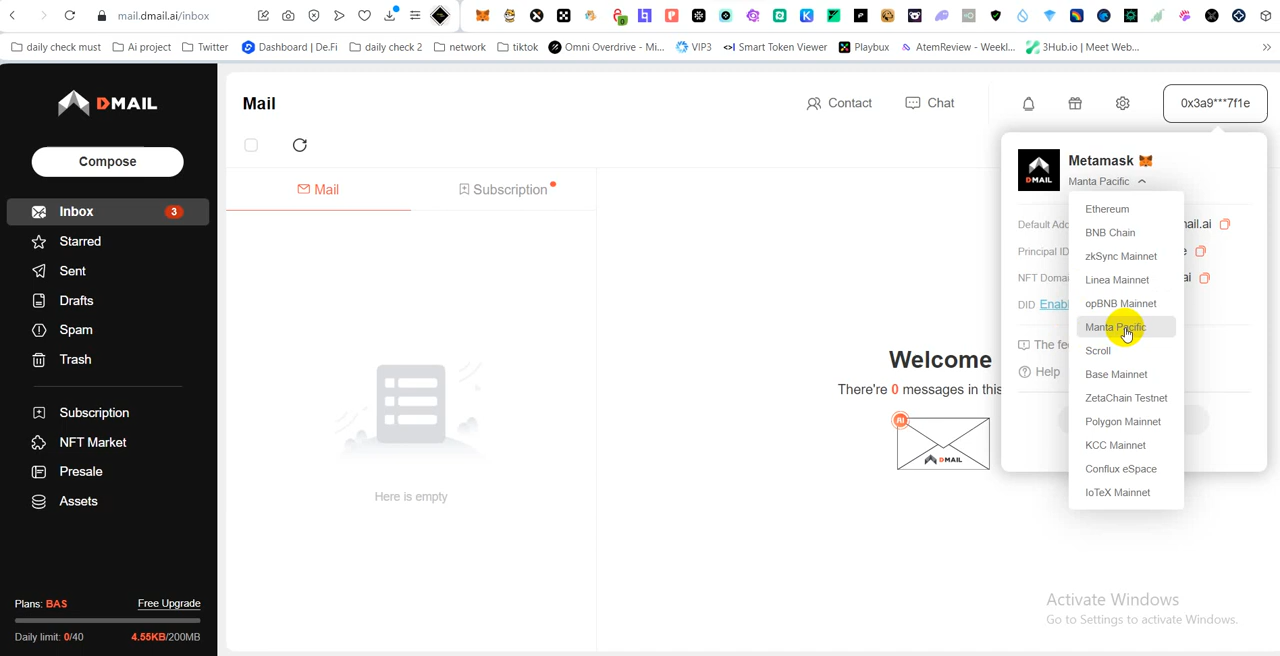 mail.dmail.ai/inbox
daily check must
Ai project
Twitter
Dashboard | De.Fi
daily check 2
network
tiktok
Omni Overdrive - Mi...
VIP3
Smart Token Viewer
Playbux
AtemReview - Weekl...
3Hub.io | Meet Web...
DMAIL
Mail
Contact
Chat
0x3a9***7f1e
Compose
Inbox
3
Starred
Sent
Drafts
Spam
Trash
Subscription
NFT Market
Presale
Assets
Plans: BAS
Free Upgrade
Daily limit: 0/40
4.55KB/200MB
Mail
Subscription
Here is empty
Welcome
There're 0 messages in this
AI
DMAIL
DMAIL
Metamask
Manta Pacific
Default Add
nail.ai
Principal ID
e
NFT Domai
ai
DID Enabl
The fee
Help
Ethereum
BNB Chain
zkSync Mainnet
Linea Mainnet
opBNB Mainnet
Manta Pacific
Scroll
Base Mainnet
ZetaChain Testnet
Polygon Mainnet
KCC Mainnet
Conflux eSpace
IoTeX Mainnet
Activate Windows
Go to Settings to activate Windows.